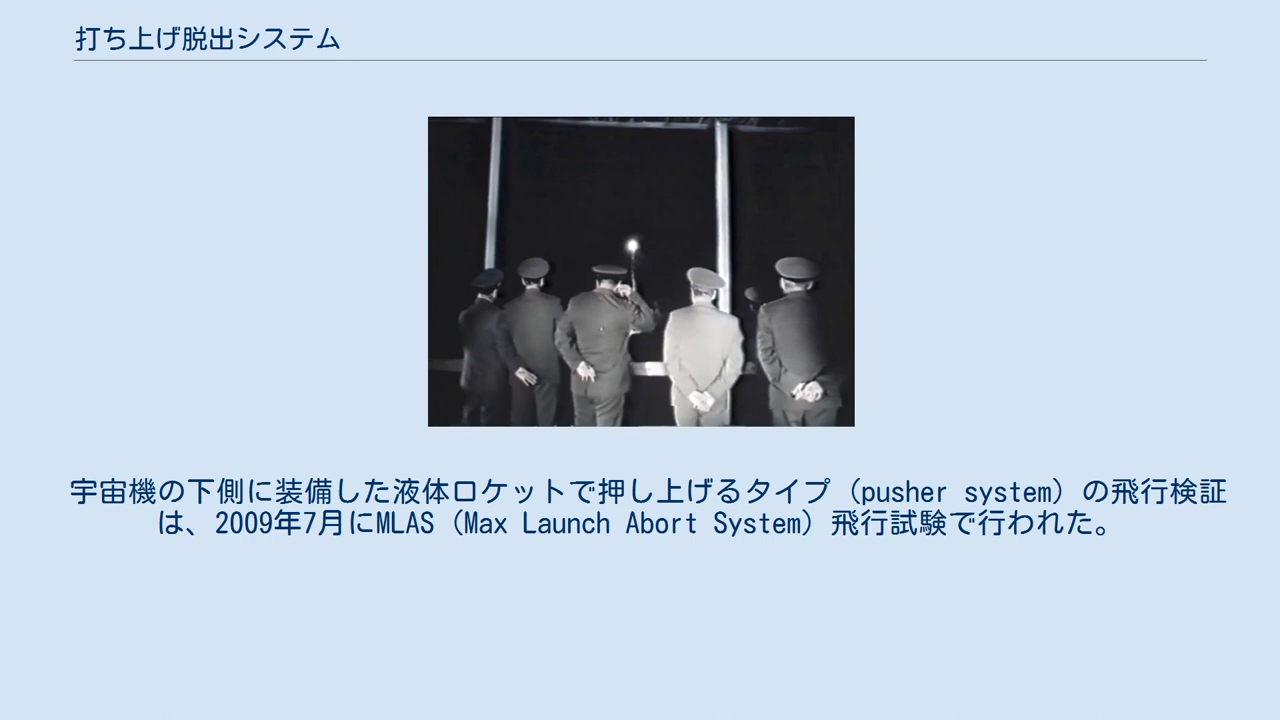 打ち上げ脱出システム
宇宙機の下側に装備した液体ロケットで押し上げるタイプ（pusher system）の飛行検証
は、2009年7月にMLAS（Max Launch Abort System）飛行試験で行われた。